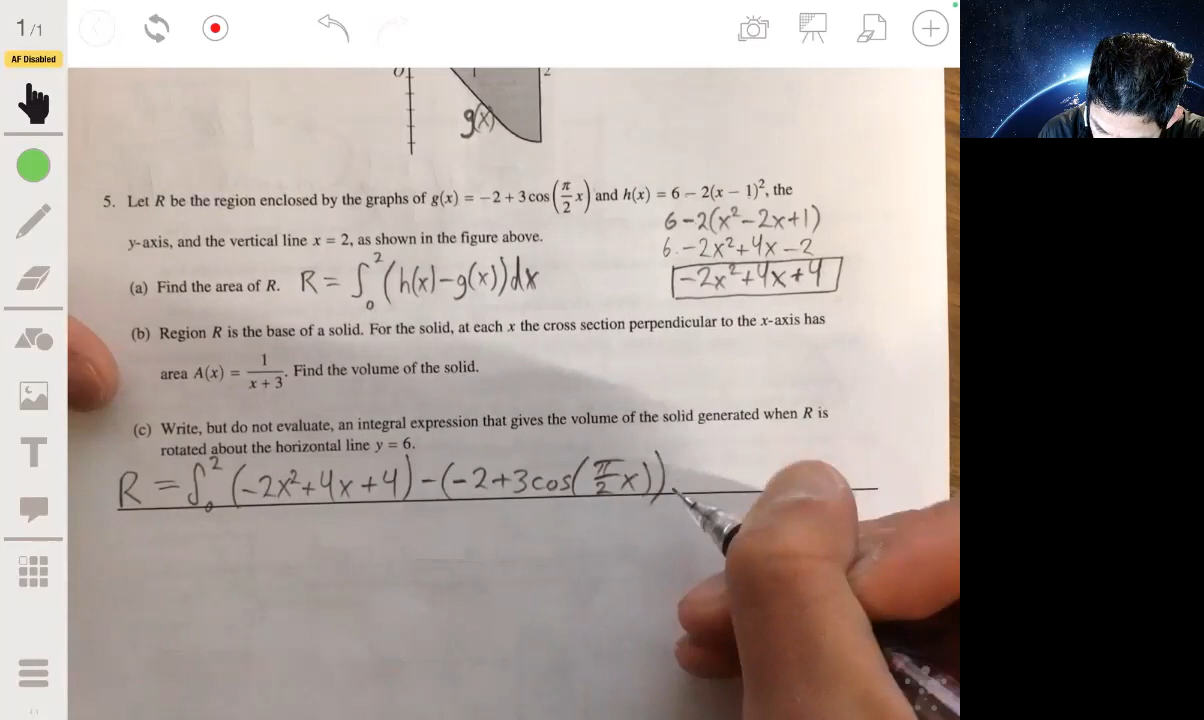 1/1
AF Disabled
2
g(x)
5. Let R be the region enclosed by the graphs of g(x) = −2 + 3 cos(π/2 x) and h(x) = 6 − 2(x − 1)², the
6-2(x²-2x+1)
y-axis, and the vertical line x = 2, as shown in the figure above.
6.-2x²+4x-2
-2x²+4x+4
(a) Find the area of R. R = ∫₀² (h(x)-g(x))dx
(b) Region R is the base of a solid. For the solid, at each x the cross section perpendicular to the x-axis has
area A(x) = 1/(x + 3). Find the volume of the solid.
(c) Write, but do not evaluate, an integral expression that gives the volume of the solid generated when R is
rotated about the horizontal line y = 6.
R = ∫₀² (-2x²+4x+4) - (-2+3cos(π/2 x))
T